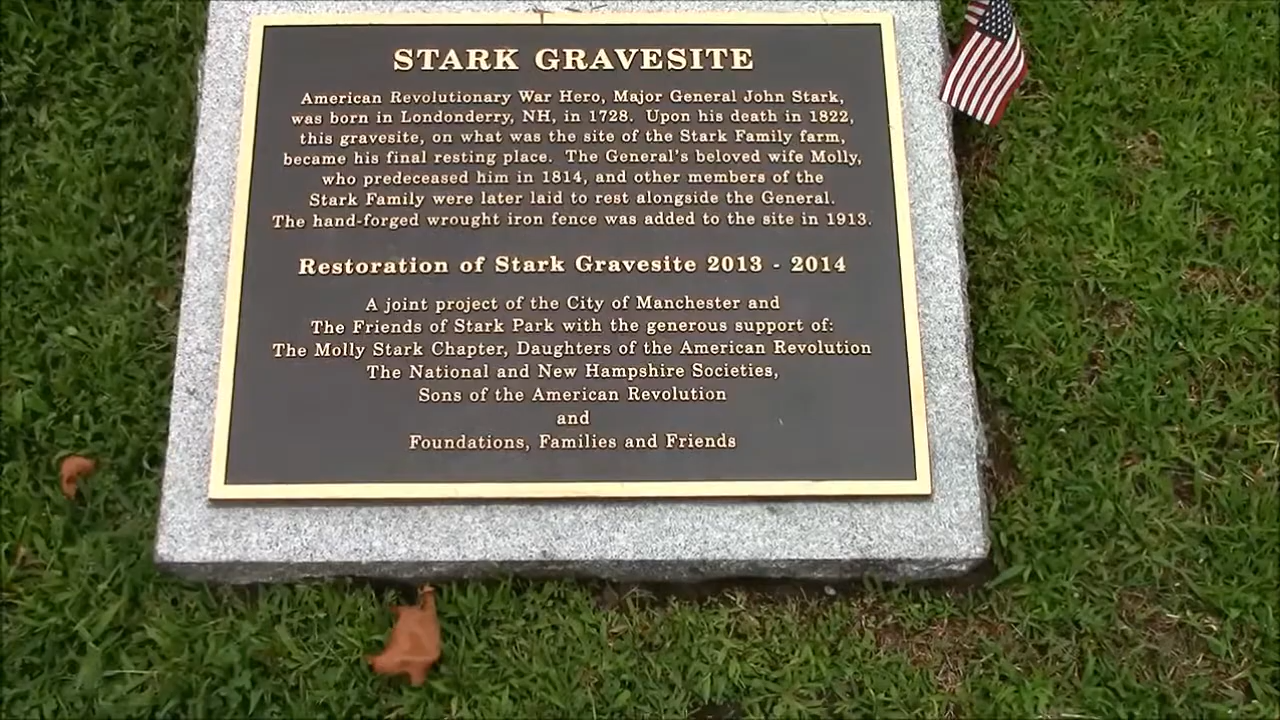 STARK GRAVESITE
American Revolutionary War Hero, Major General John Stark,
was born in Londonderry, NH, in 1728. Upon his death in 1822,
this gravesite, on what was the site of the Stark Family farm,
became his final resting place. The General's beloved wife Molly,
who predeceased him in 1814, and other members of the
Stark Family were later laid to rest alongside the General.
The hand-forged wrought iron fence was added to the site in 1913.
Restoration of Stark Gravesite 2013 - 2014
A joint project of the City of Manchester and
The Friends of Stark Park with the generous support of:
The Molly Stark Chapter, Daughters of the American Revolution
The National and New Hampshire Societies,
Sons of the American Revolution
and
Foundations, Families and Friends